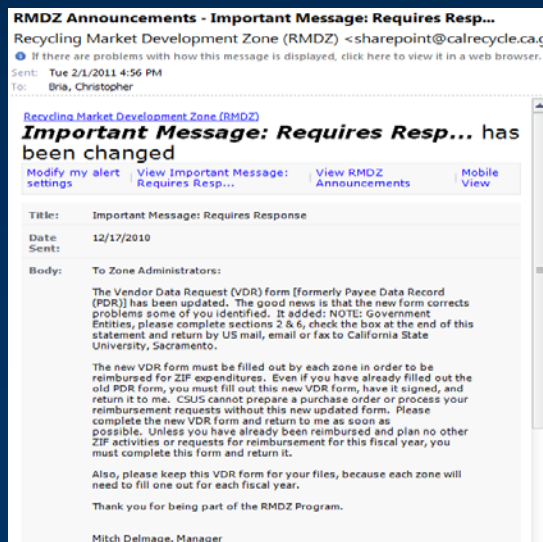 RMDZ Announcements - Important Message: Requires Resp...
Recycling Market Development Zone (RMDZ) <sharepoint@calrecycle.ca.g
If there are problems with how this message is displayed, click here to view it in a web browser.
Sent: Tue 2/1/2011 4:56 PM
To: Bria, Christopher
Recycling Market Development Zone (RMDZ)
Important Message: Requires Resp... has
been changed
Modify my alert settings | View Important Message: Requires Resp... | View RMDZ Announcements | Mobile View
Title: Important Message: Requires Response
Date Sent: 12/17/2010
Body: To Zone Administrators:
The Vendor Data Request (VDR) form [formerly Payee Data Record
(PDR)] has been updated. The good news is that the new form corrects
problems some of you identified. It added: NOTE: Government
Entities, please complete sections 2 & 6, check the box at the end of this
statement and return by US mail, email or fax to California State
University, Sacramento.
The new VDR form must be filled out by each zone in order to be
reimbursed for ZIF expenditures. Even if you have already filled out the
old PDR form, you must fill out this new VDR form, have it signed, and
return it to me. CSUS cannot prepare a purchase order or process your
reimbursement requests without this new updated form. Please
complete the new VDR form and return to me as soon as
possible. Unless you have already been reimbursed and plan no other
ZIF activities or requests for reimbursement for this fiscal year, you
must complete this form and return it.
Also, please keep this VDR form for your files, because each zone will
need to fill one out for each fiscal year.
Thank you for being part of the RMDZ Program.
Mitch Delmage, Manager